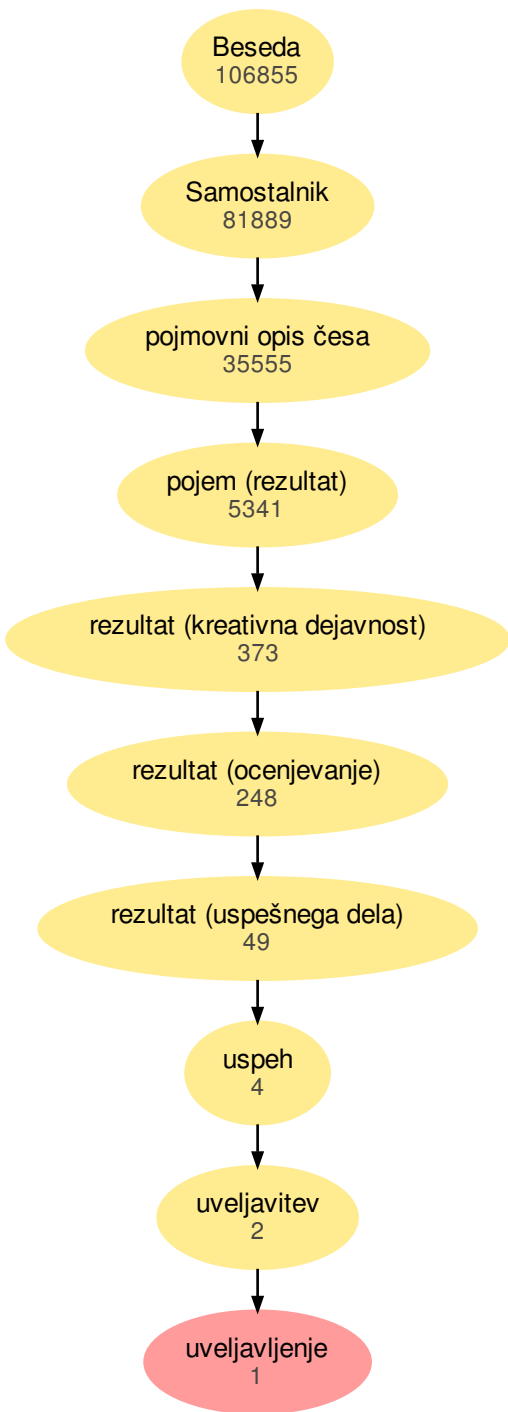 Beseda
106855
Samostalnik
81889
pojmovni opis česa
35555
pojem (rezultat)
5341
rezultat (kreativna dejavnost)
373
rezultat (ocenjevanje)
248
rezultat (uspešnega dela)
49
uspeh
4
uveljavitev
2
uveljavljenje
1